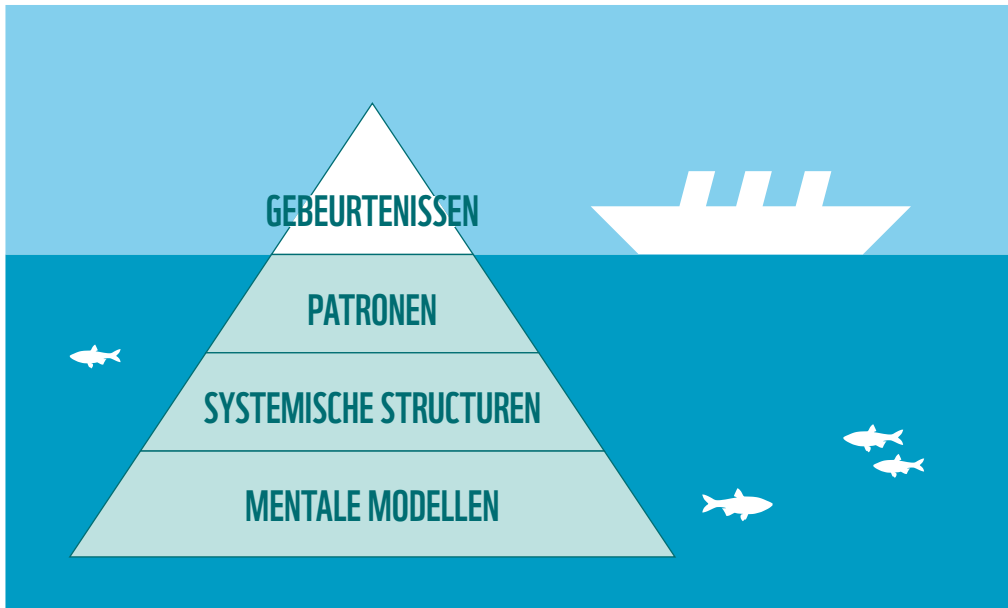 GEBEURTENISSEN
PATRONEN
SYSTEMISCHE STRUCTUREN
MENTALE MODELLEN